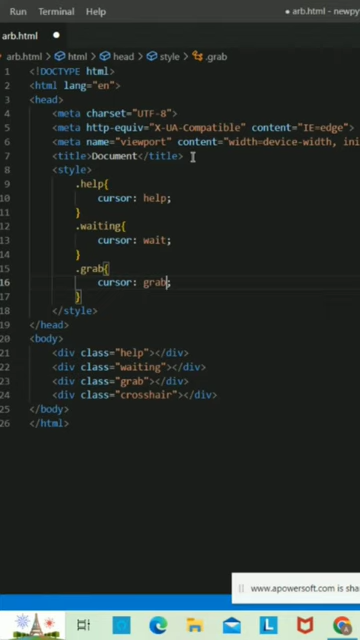 Run Terminal Help
● arb.html - newpy
arb.html ●
arb.html > html > head > style > .grab
1 <!DOCTYPE html>
2 <html lang="en">
3 <head>
4 <meta charset="UTF-8">
5 <meta http-equiv="X-UA-Compatible" content="IE=edge">
6 <meta name="viewport" content="width=device-width, ini
7 <title>Document</title>
8 <style>
9 .help{
10 cursor: help;
11 }
12 .waiting{
13 cursor: wait;
14 }
15 .grab{
16 cursor: grab;
17 }
18 </style>
19 </head>
20 <body>
21 <div class="help"></div>
22 <div class="waiting"></div>
23 <div class="grab"></div>
24 <div class="crosshair"></div>
25 </body>
26 </html>
www.apowersoft.com is shar